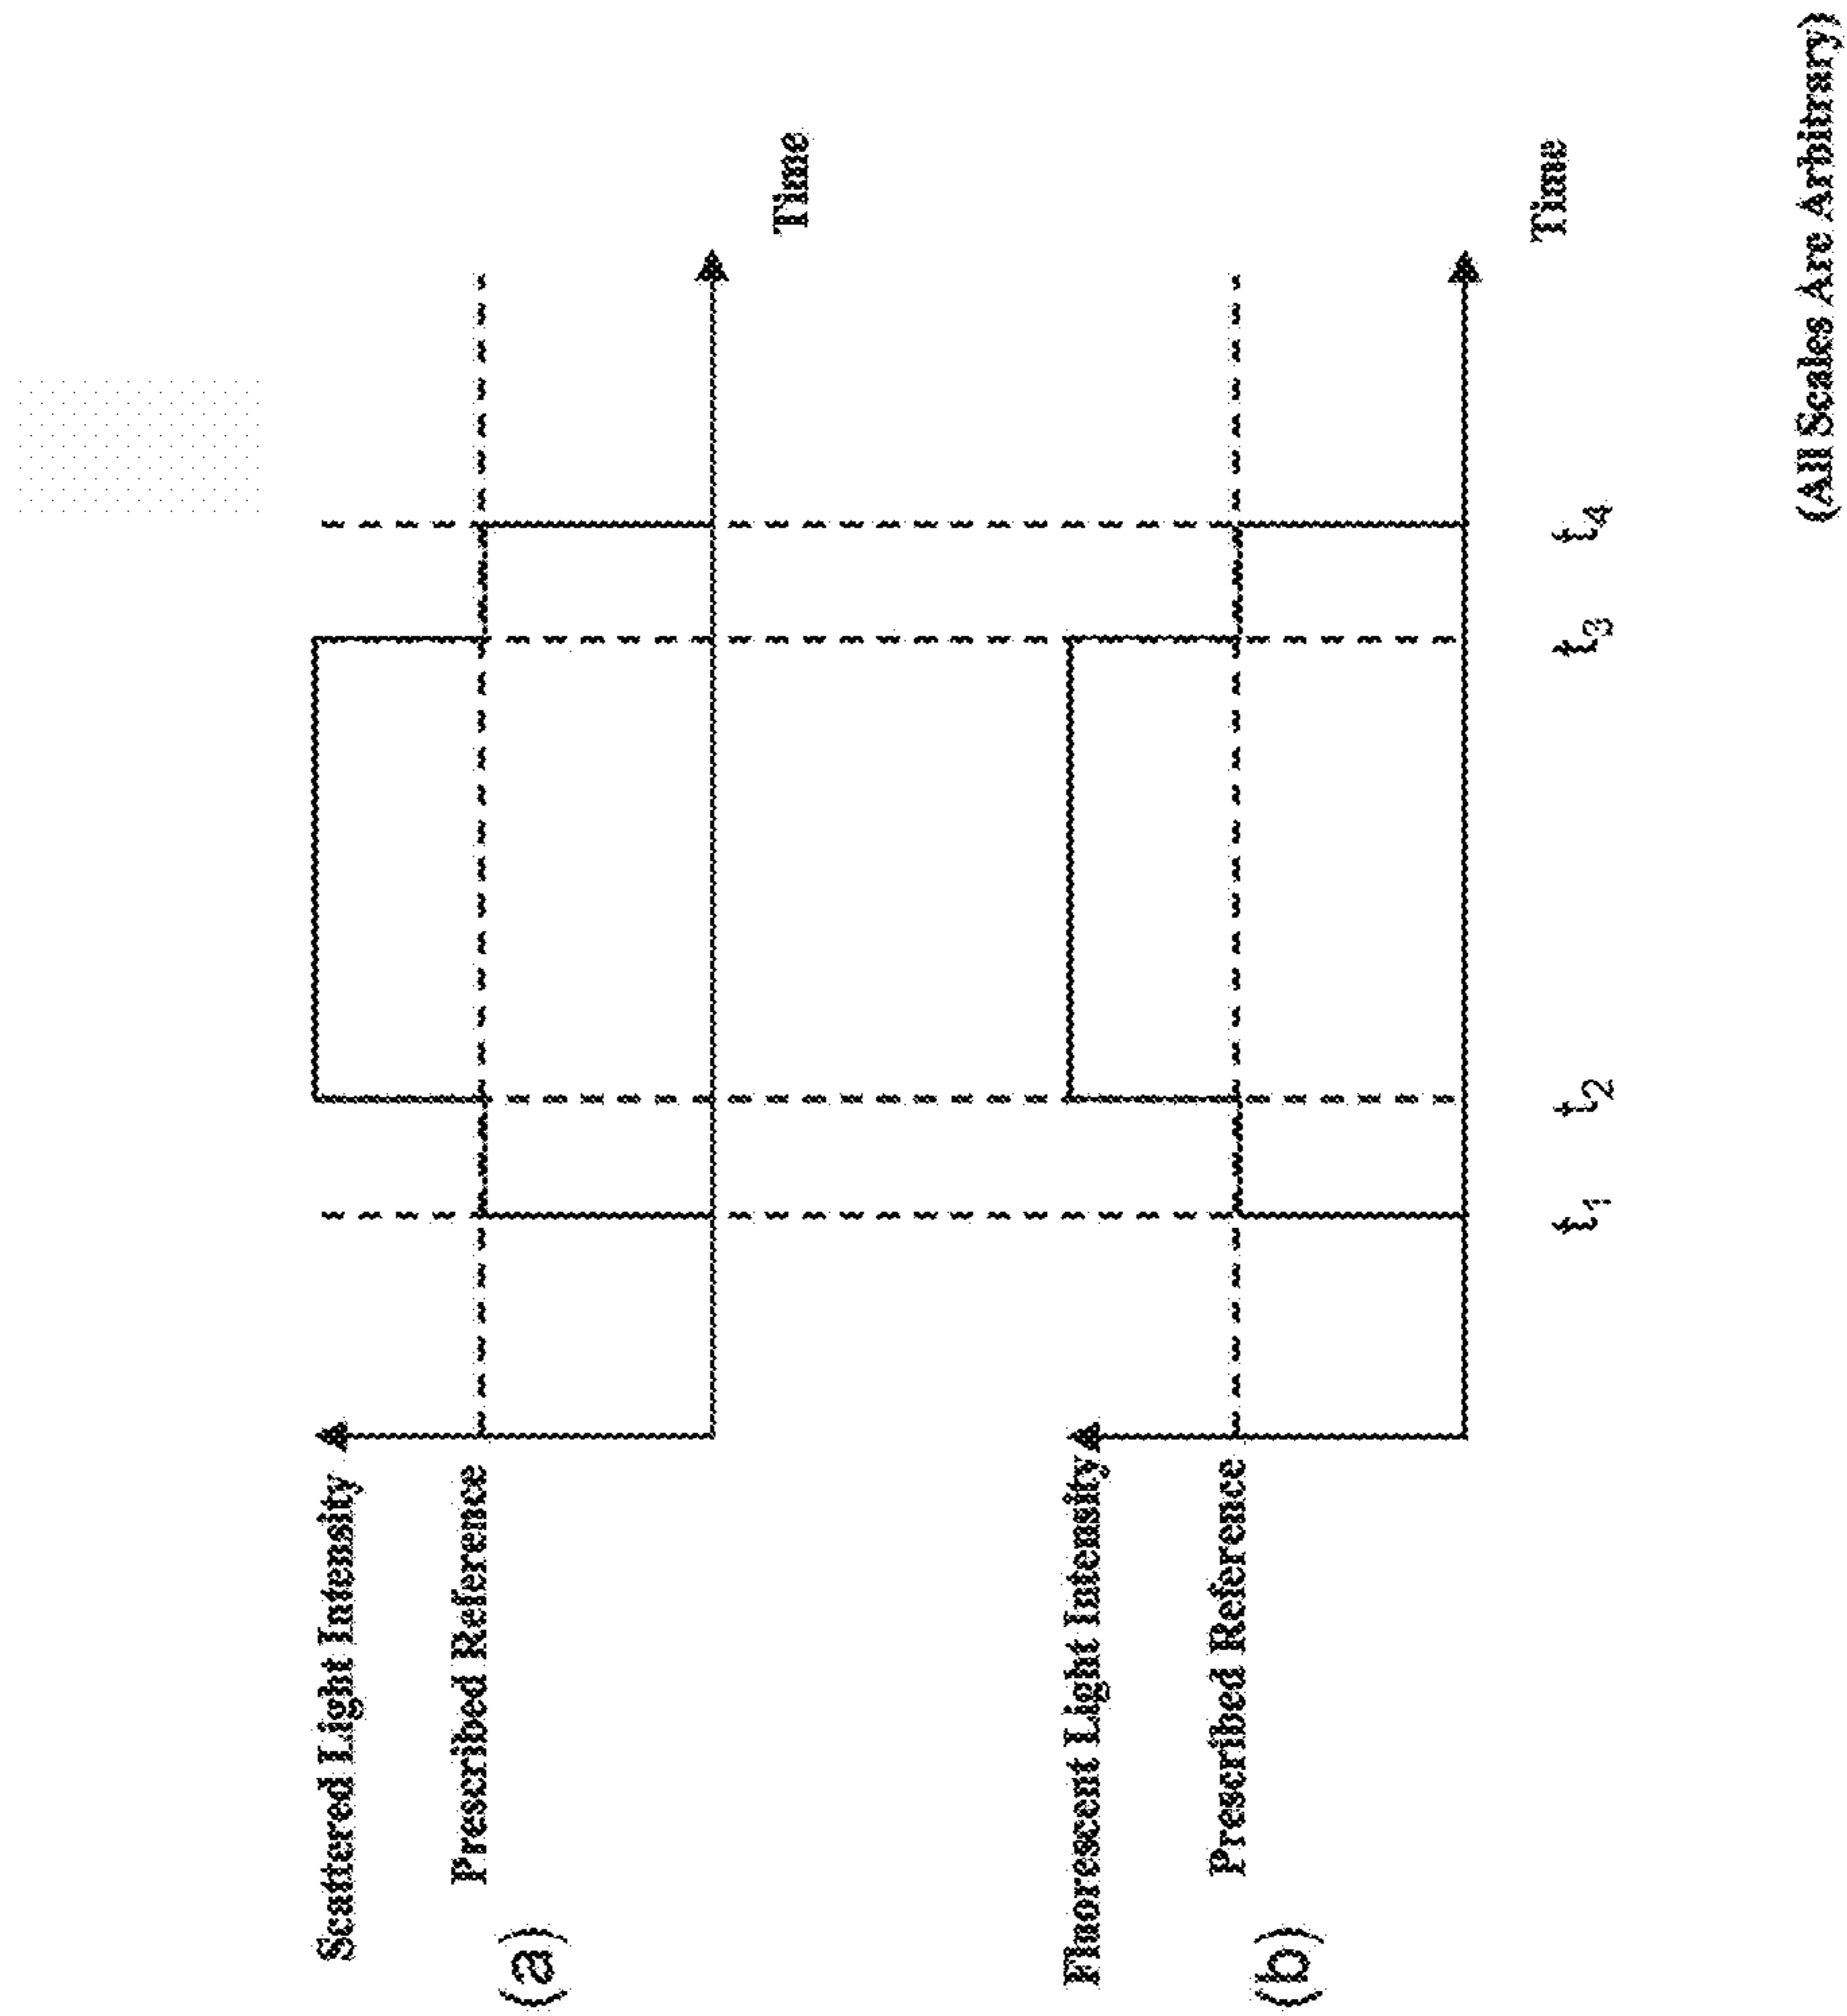 Scattered Light Intensity
Prescribed Reference
(a)
Time
Fluorescent Light Intensity
Prescribed Reference
(b)
Time
t1 t2 t3 t4
(All Scales Are Arbitrary)